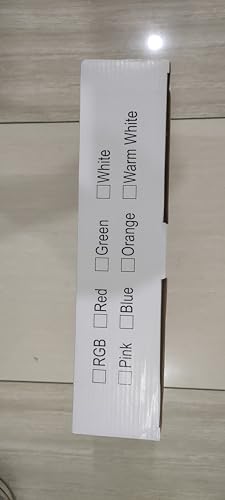 ☐RGB ☐Red ☐Green ☐White
☐Pink ☐Blue ☐Orange ☐Warm White